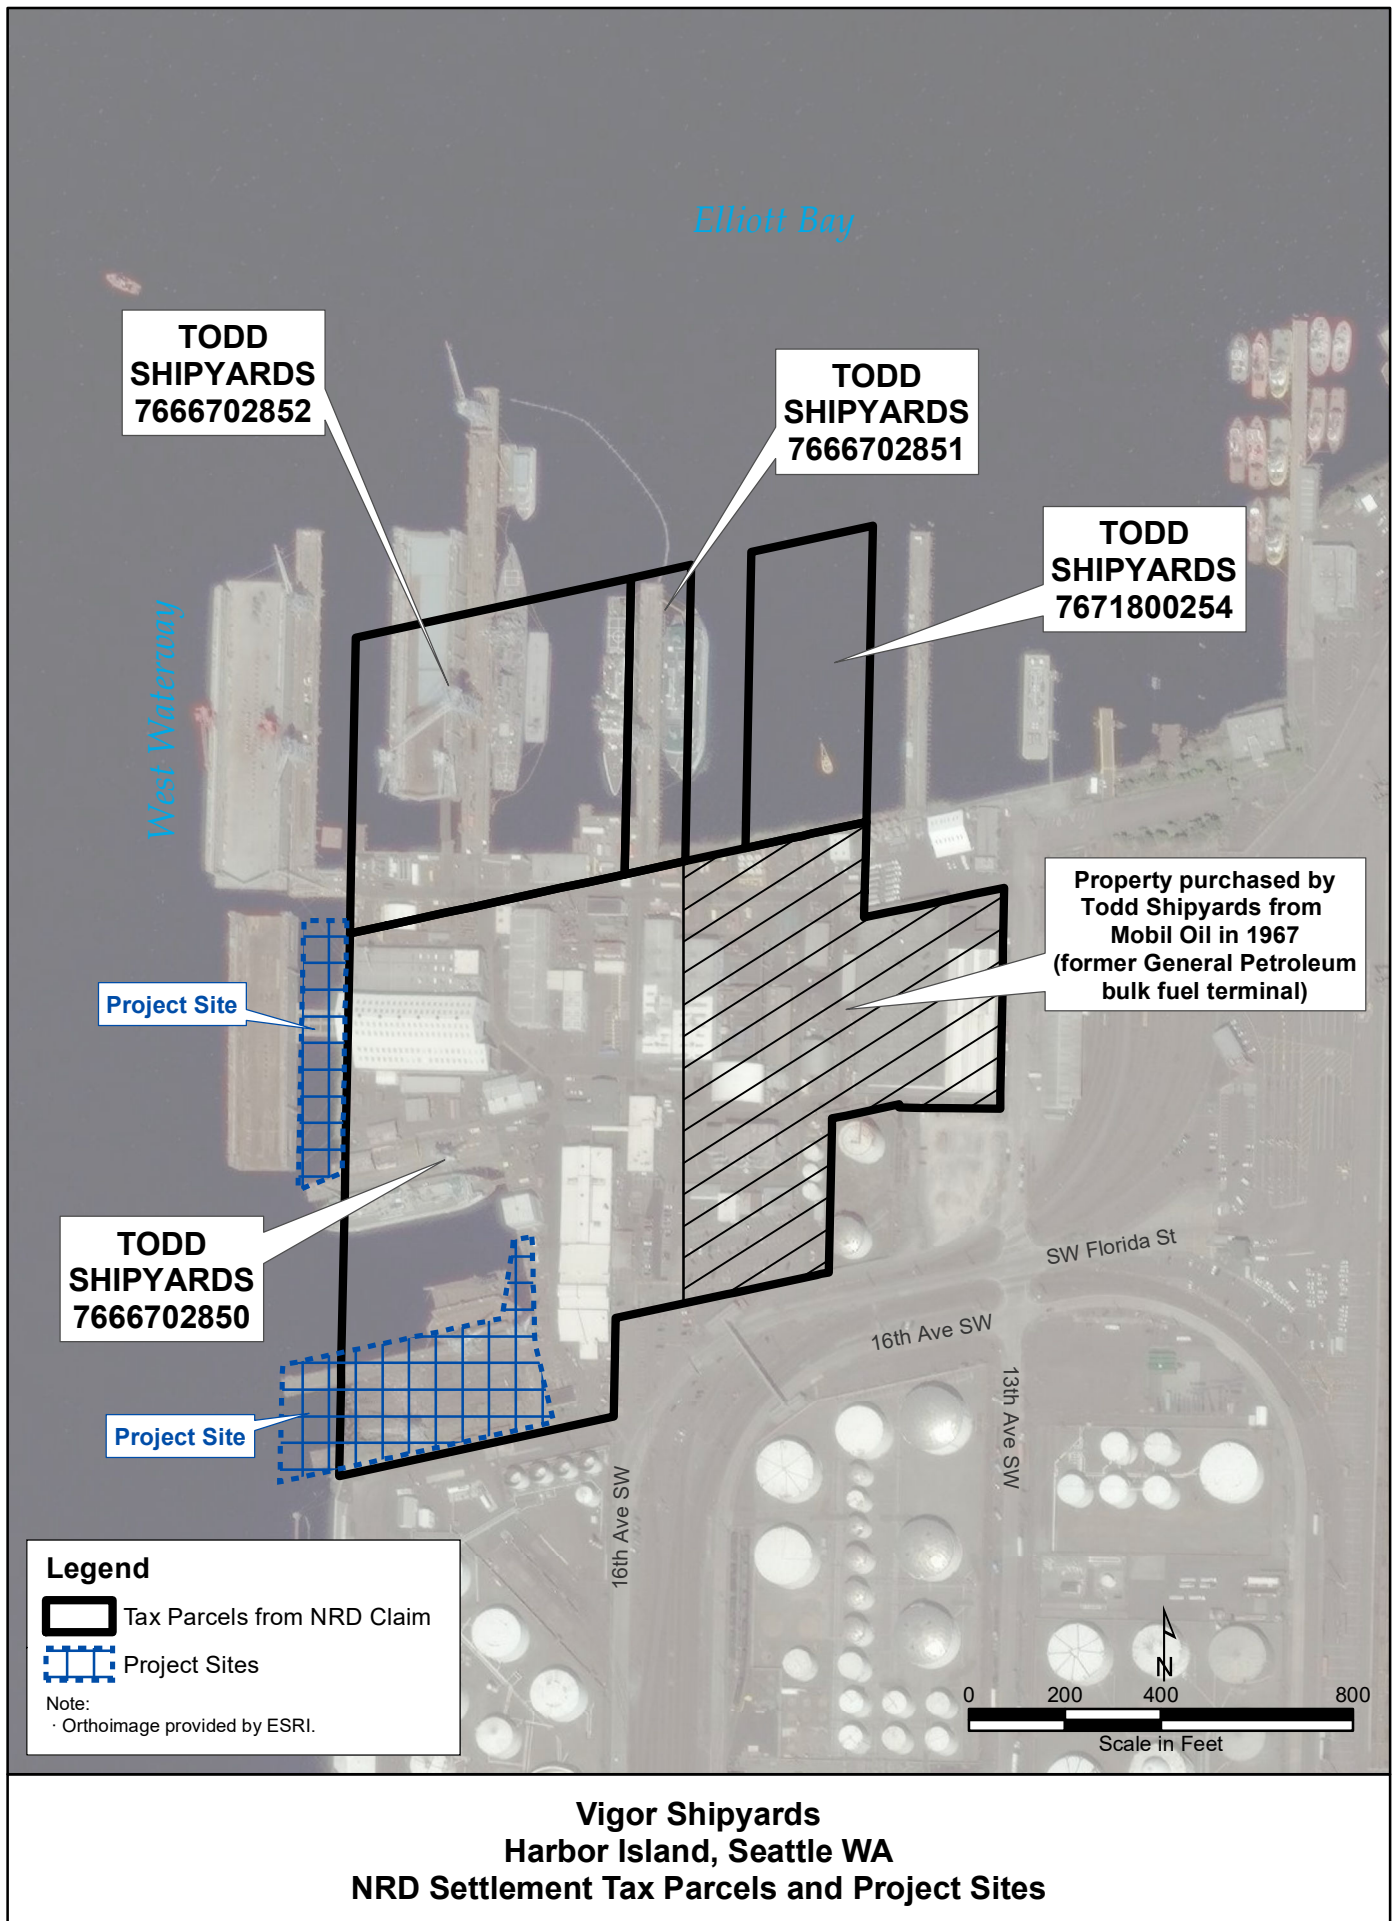 Elliott Bay
TODD
SHIPYARDS
7666702852
TODD
SHIPYARDS
7666702851
TODD
SHIPYARDS
7671800254
West Waterway
Property purchased by
Todd Shipyards from
Mobil Oil in 1967
(former General Petroleum
bulk fuel terminal)
Project Site
TODD
SHIPYARDS
7666702850
SW Florida St
16th Ave SW
13th Ave SW
Project Site
16th Ave SW
Legend
Tax Parcels from NRD Claim
Project Sites
Note:
· Orthoimage provided by ESRI.
N
0 200 400 800
Scale in Feet
Vigor Shipyards
Harbor Island, Seattle WA
NRD Settlement Tax Parcels and Project Sites